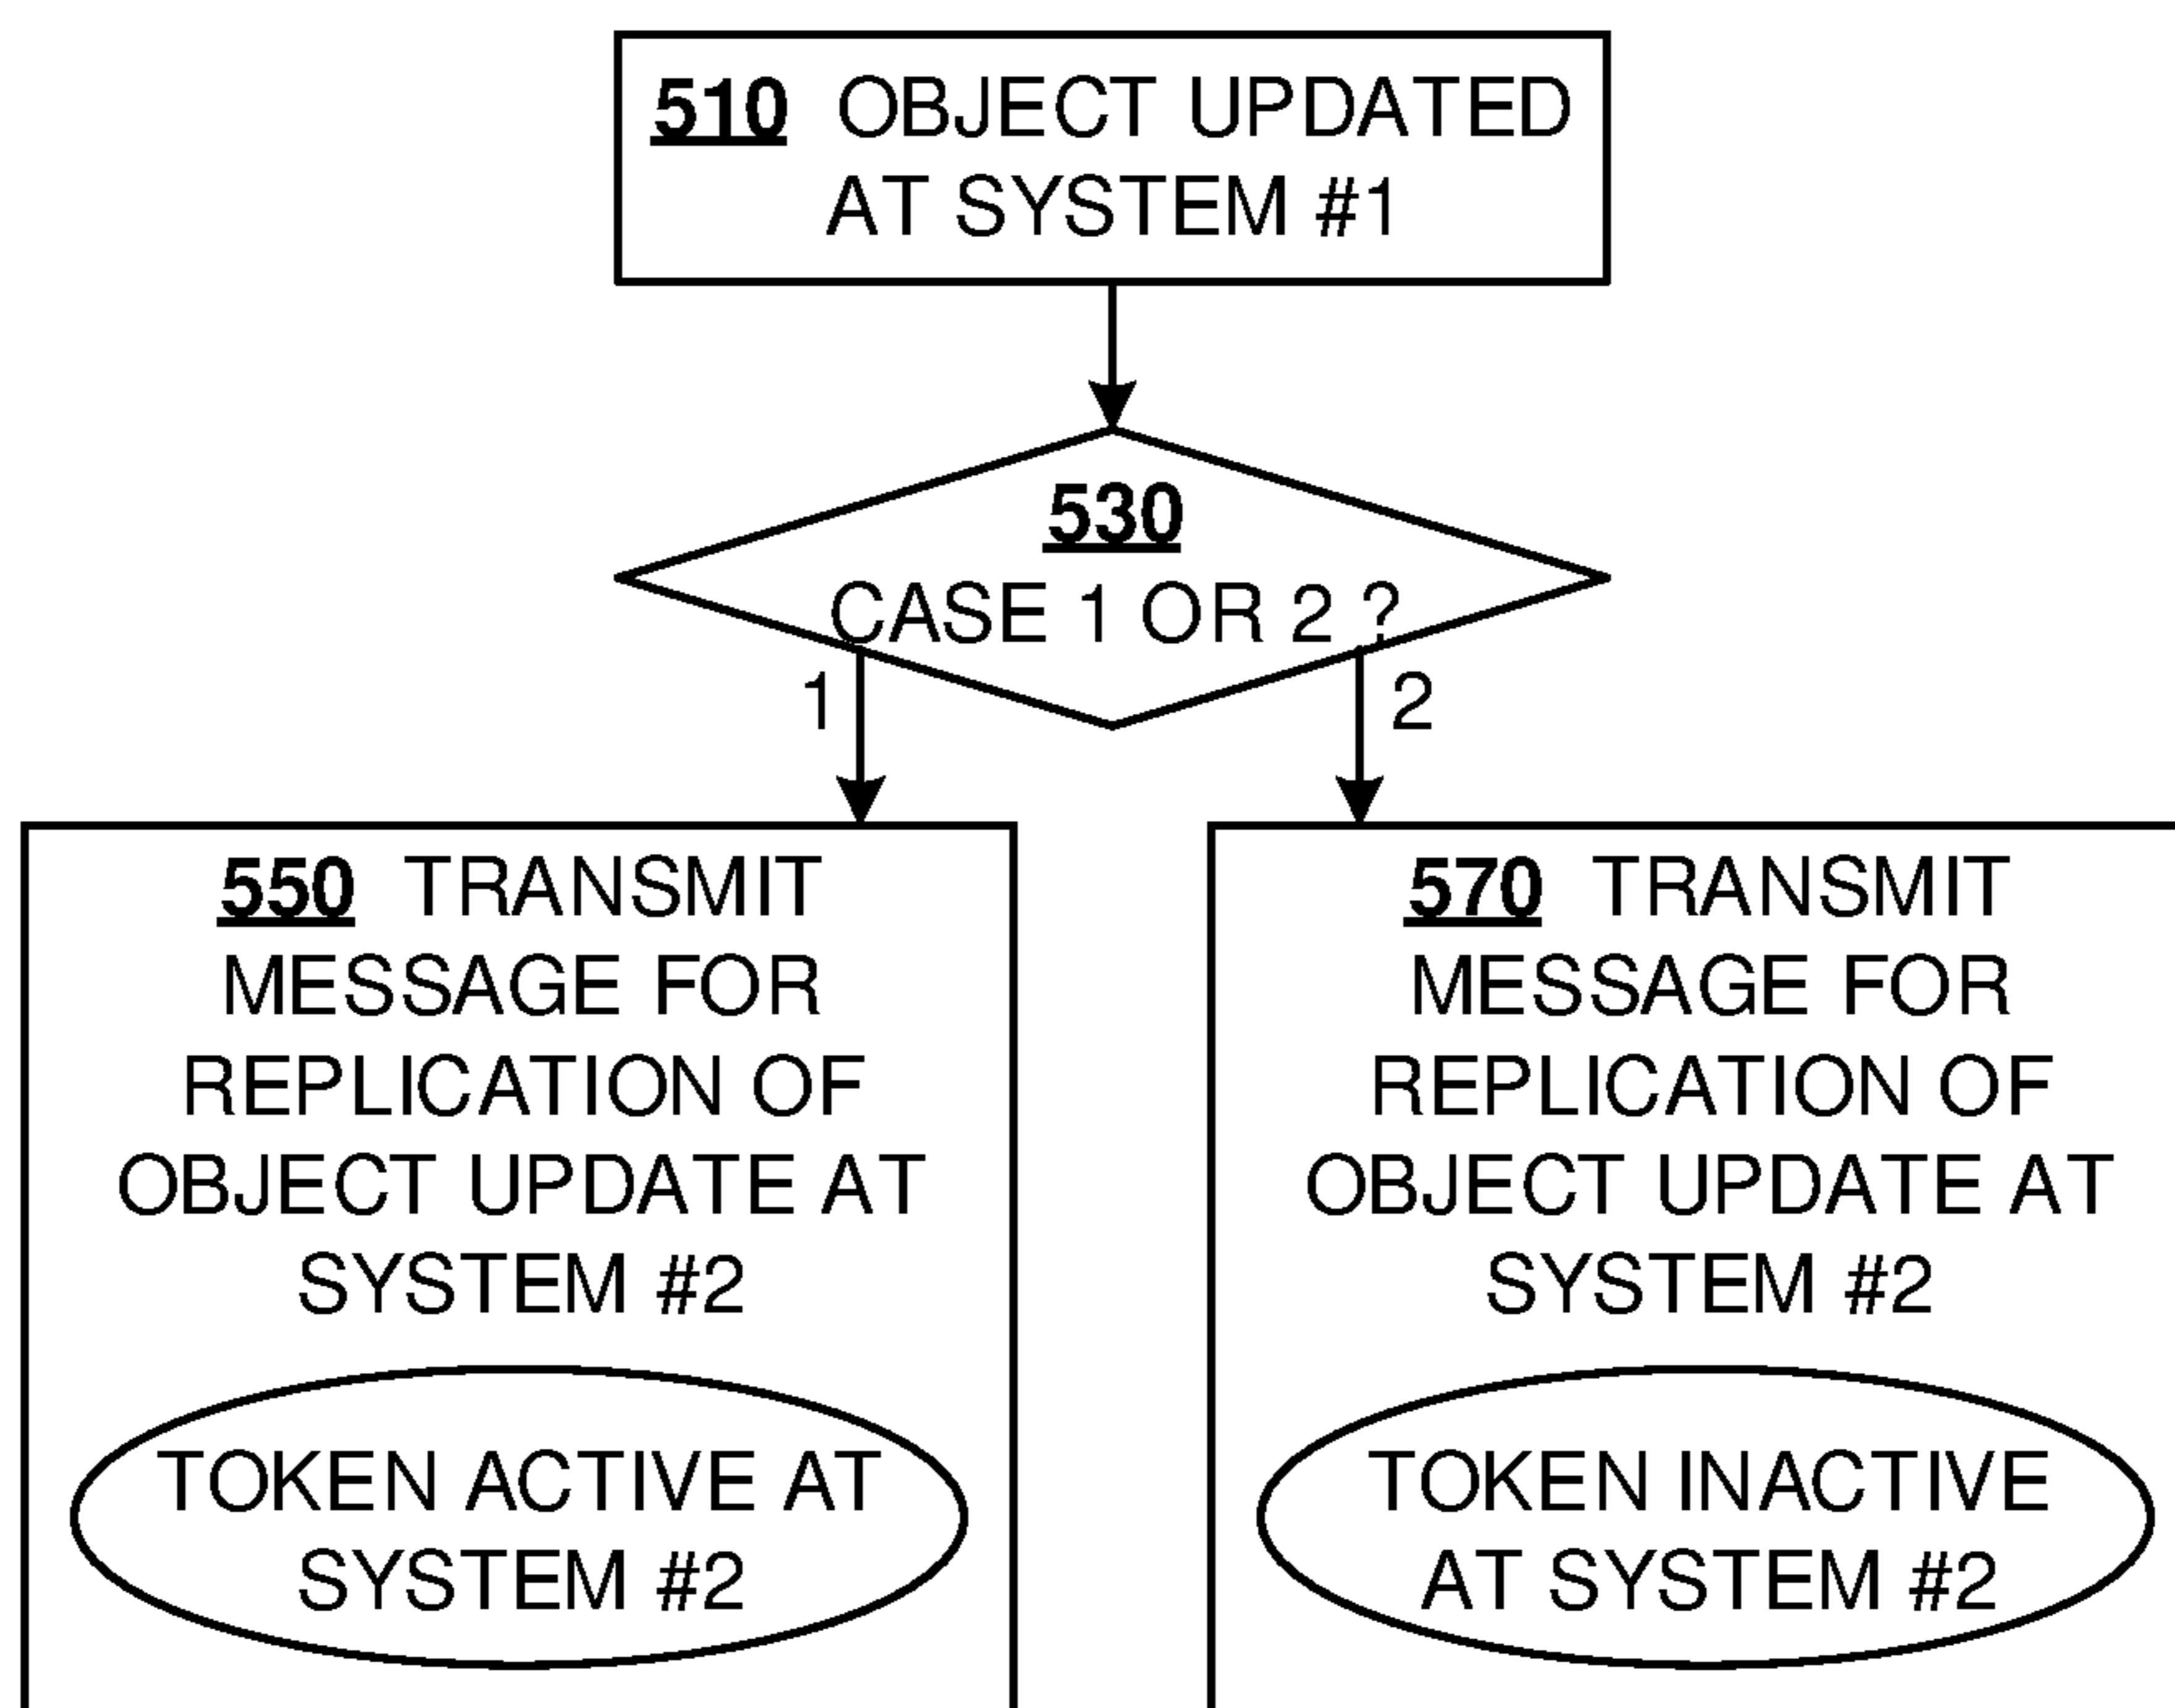 510 OBJECT UPDATED
AT SYSTEM #1
530
CASE 1 OR 2 ?
1
2
550 TRANSMIT
MESSAGE FOR
REPLICATION OF
OBJECT UPDATE AT
SYSTEM #2
TOKEN ACTIVE AT
SYSTEM #2
570 TRANSMIT
MESSAGE FOR
REPLICATION OF
OBJECT UPDATE AT
SYSTEM #2
TOKEN INACTIVE
AT SYSTEM #2